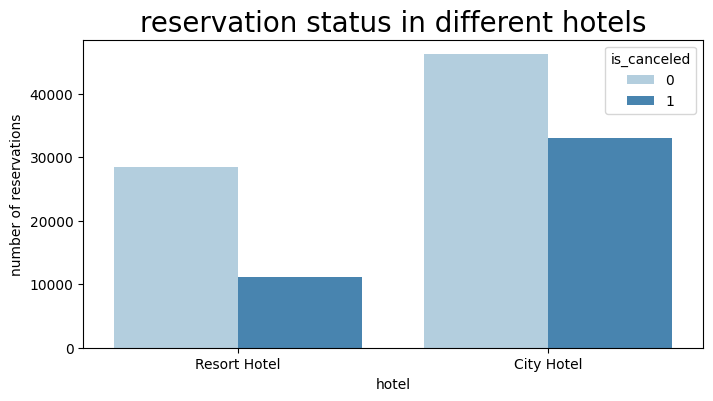 reservation status in different hotels
is_canceled
0
1
number of reservations
40000
30000
20000
10000
0
Resort Hotel
City Hotel
hotel